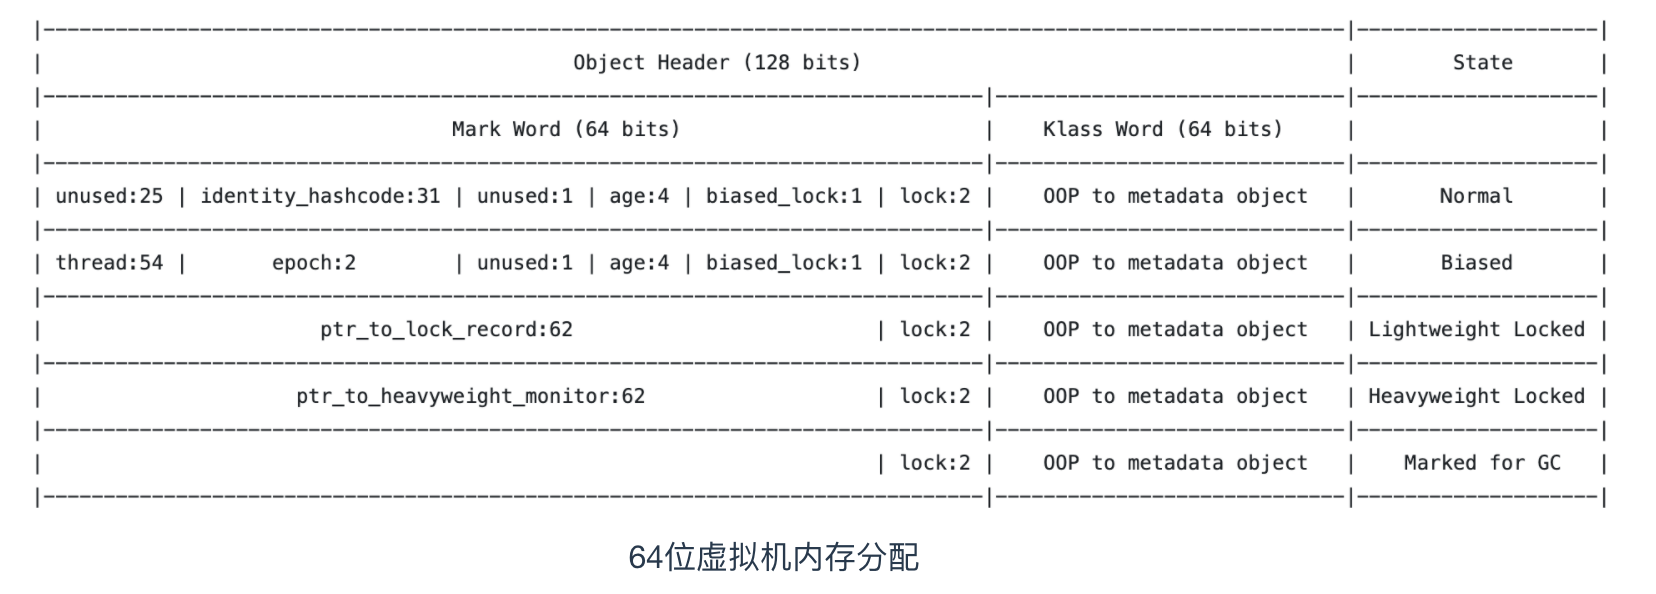 |------------------------------------------------------------------------------------------------------------|--------------------|
| Object Header (128 bits) | State |
|------------------------------------------------------------------------------|-----------------------------|--------------------|
| Mark Word (64 bits) | Klass Word (64 bits) | |
|------------------------------------------------------------------------------|-----------------------------|--------------------|
| unused:25 | identity_hashcode:31 | unused:1 | age:4 | biased_lock:1 | lock:2 | OOP to metadata object | Normal |
|------------------------------------------------------------------------------|-----------------------------|--------------------|
| thread:54 | epoch:2 | unused:1 | age:4 | biased_lock:1 | lock:2 | OOP to metadata object | Biased |
|------------------------------------------------------------------------------|-----------------------------|--------------------|
| ptr_to_lock_record:62 | lock:2 | OOP to metadata object | Lightweight Locked |
|------------------------------------------------------------------------------|-----------------------------|--------------------|
| ptr_to_heavyweight_monitor:62 | lock:2 | OOP to metadata object | Heavyweight Locked |
|------------------------------------------------------------------------------|-----------------------------|--------------------|
| | lock:2 | OOP to metadata object | Marked for GC |
|------------------------------------------------------------------------------|-----------------------------|--------------------|
64位虚拟机内存分配